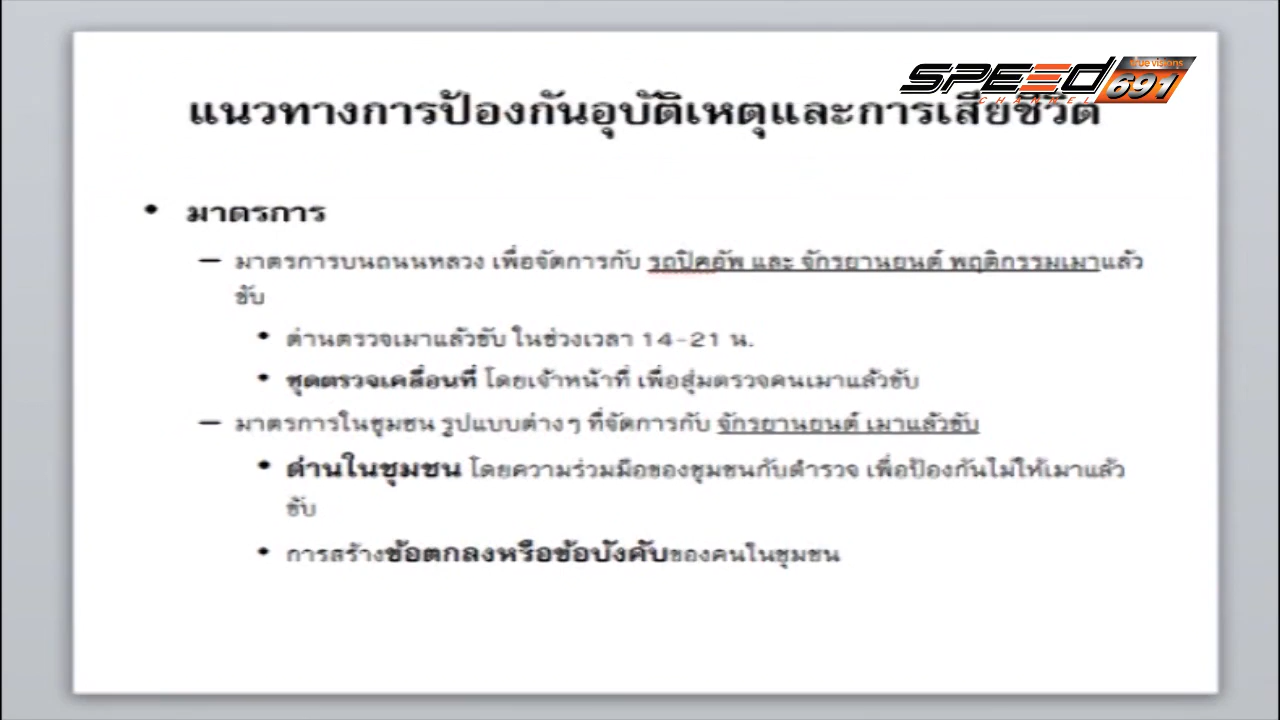 SPEED
CHANNEL
true visions
691
แนวทางการป้องกันอุบัติเหตุและการเสียชีวิต
• มาตรการ
– มาตรการบนถนนหลวง เพื่อจัดการกับ รถปิคอัพ และ จักรยานยนต์ พฤติกรรมเมาแล้ว
ขับ
• ด่านตรวจเมาแล้วขับ ในช่วงเวลา 14-21 น.
• ชุดตรวจเคลื่อนที่ โดยเจ้าหน้าที่ เพื่อสุ่มตรวจคนเมาแล้วขับ
– มาตรการในชุมชน รูปแบบต่างๆ ที่จัดการกับ จักรยานยนต์ เมาแล้วขับ
• ด่านในชุมชน โดยความร่วมมือของชุมชนกับตำรวจ เพื่อป้องกันไม่ให้เมาแล้ว
ขับ
• การสร้างข้อตกลงหรือข้อบังคับของคนในชุมชน